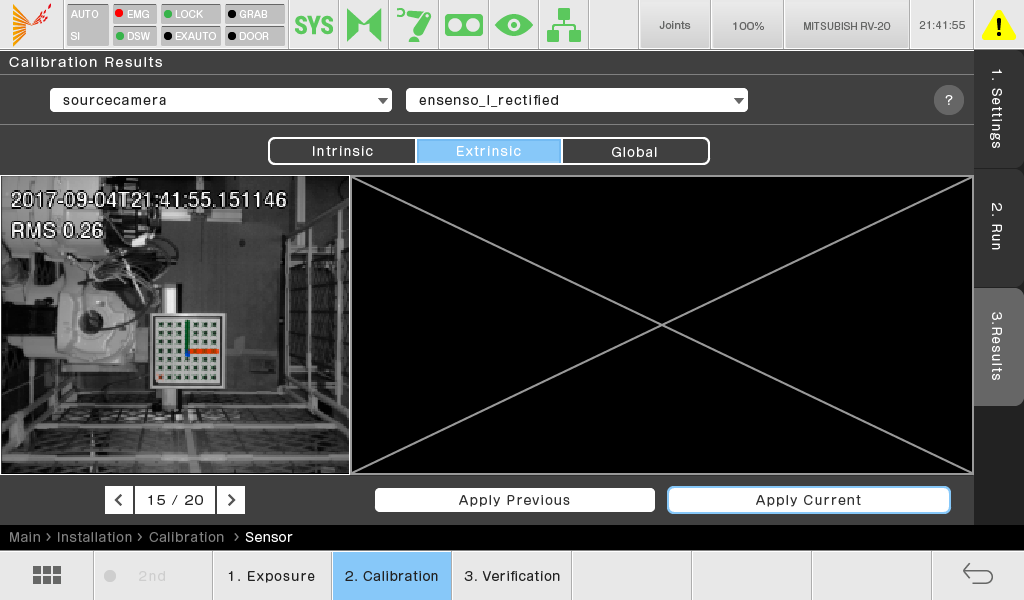 AUTO
EMG
LOCK
GRAB
SI
DSW
EXAUTO
DOOR
SYS
Joints
100%
MITSUBISH RV-20
21:41:55
Calibration Results
sourcecamera
ensenso_l_rectified
?
Intrinsic
Extrinsic
Global
1. Settings
2. Run
3.Results
2017-09-04T21:41:55.151146
RMS 0.26
15 / 20
Apply Previous
Apply Current
Main > Installation > Calibration > Sensor
2nd
1. Exposure
2. Calibration
3. Verification